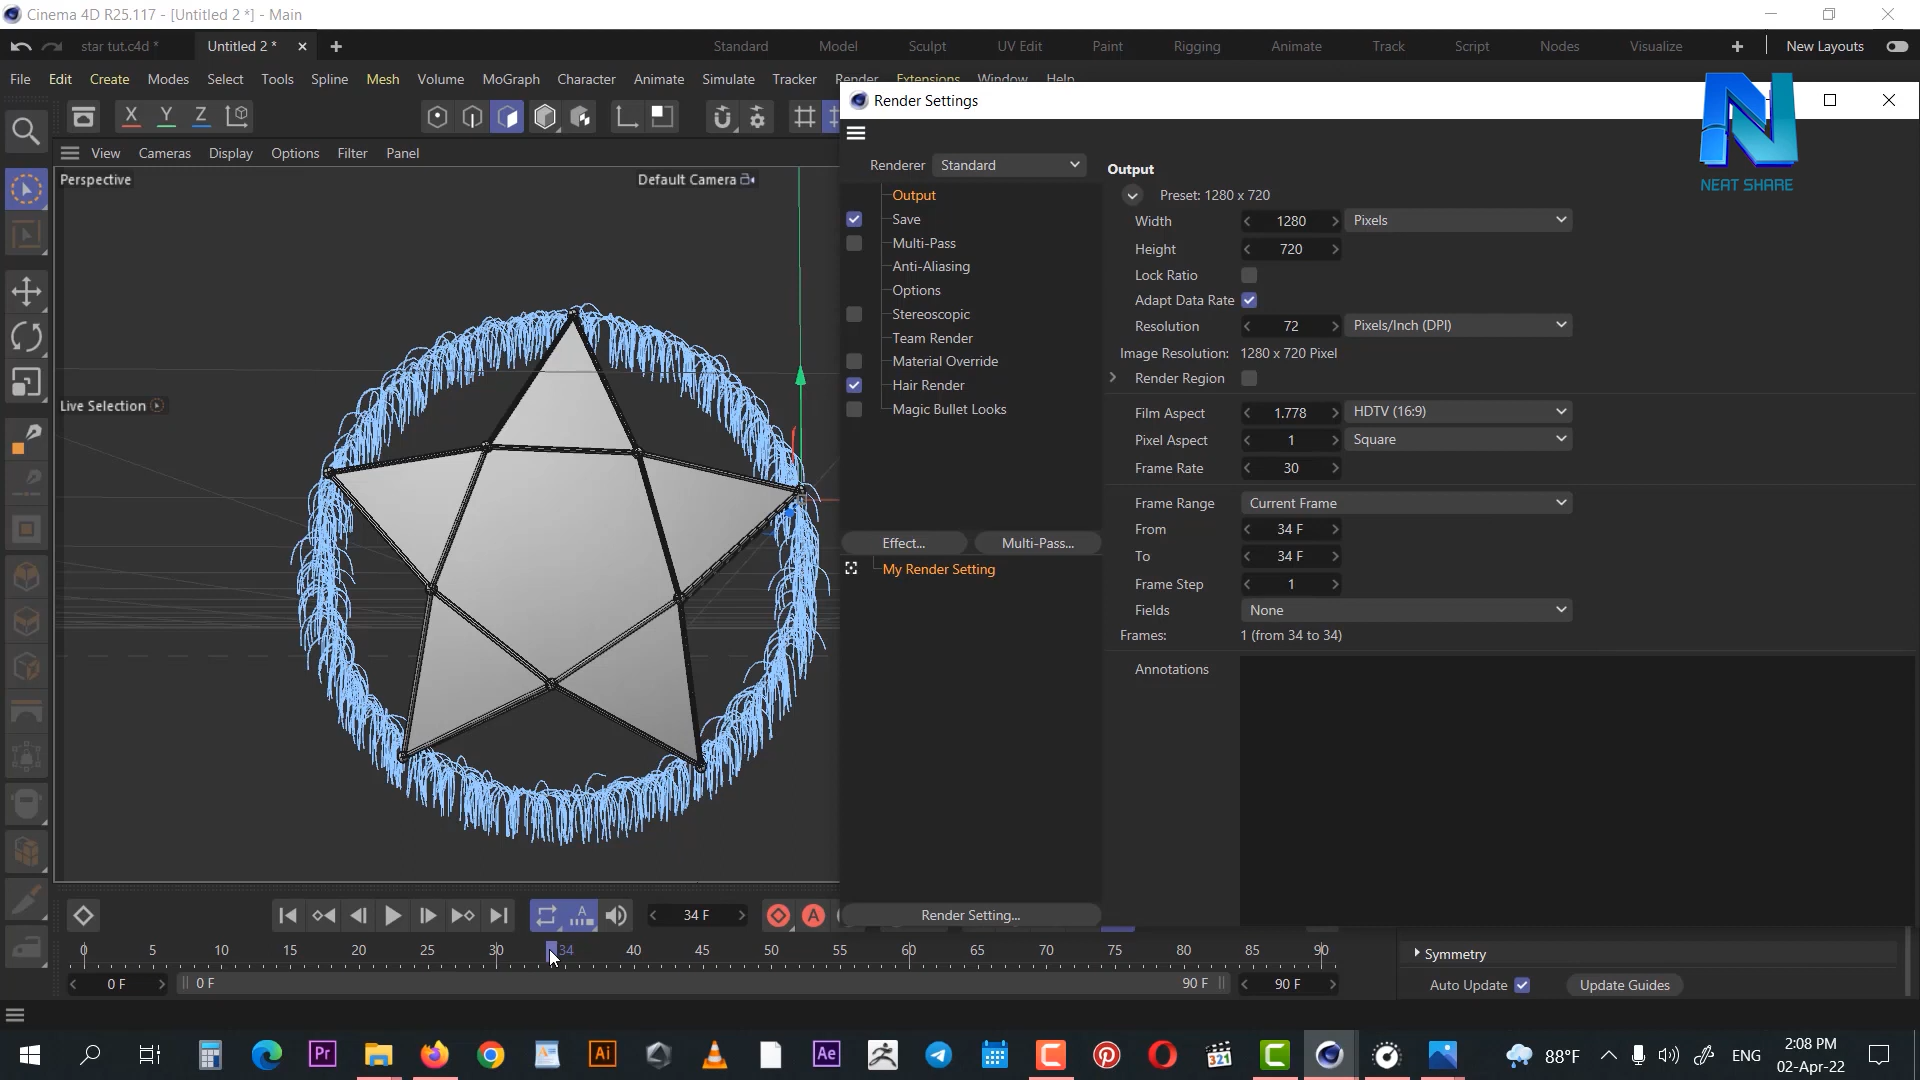 Cinema 4D R25.117 - [Untitled 2 *] - Main
star tut.c4d *
Untitled 2 *
Standard
Model
Sculpt
UV Edit
Paint
Rigging
Animate
Track
Script
Nodes
Visualize
New Layouts
File
Edit
Create
Modes
Select
Tools
Spline
Mesh
Volume
MoGraph
Character
Animate
Simulate
Tracker
Render
Extensions
Window
Help
X
Y
Z
Render Settings
NEAT SHARE
View
Cameras
Display
Options
Filter
Panel
Perspective
Default Camera
Live Selection
Renderer
Standard
Output
Save
Multi-Pass
Anti-Aliasing
Options
Stereoscopic
Team Render
Material Override
Hair Render
Magic Bullet Looks
Effect...
Multi-Pass...
My Render Setting
Render Setting...
Output
Preset: 1280 x 720
Width
1280
Pixels
Height
720
Lock Ratio
Adapt Data Rate
Resolution
72
Pixels/Inch (DPI)
Image Resolution:
1280 x 720 Pixel
Render Region
Film Aspect
1.778
HDTV (16:9)
Pixel Aspect
1
Square
Frame Rate
30
Frame Range
Current Frame
From
34 F
To
34 F
Frame Step
1
Fields
None
Frames:
1 (from 34 to 34)
Annotations
34 F
A
A
0
5
10
15
20
25
30
34
40
45
50
55
60
65
70
75
80
85
90
0 F
0 F
90 F
90 F
Symmetry
Auto Update
Update Guides
Pr
Ai
Ae
321
88°F
ENG
2:08 PM
02-Apr-22